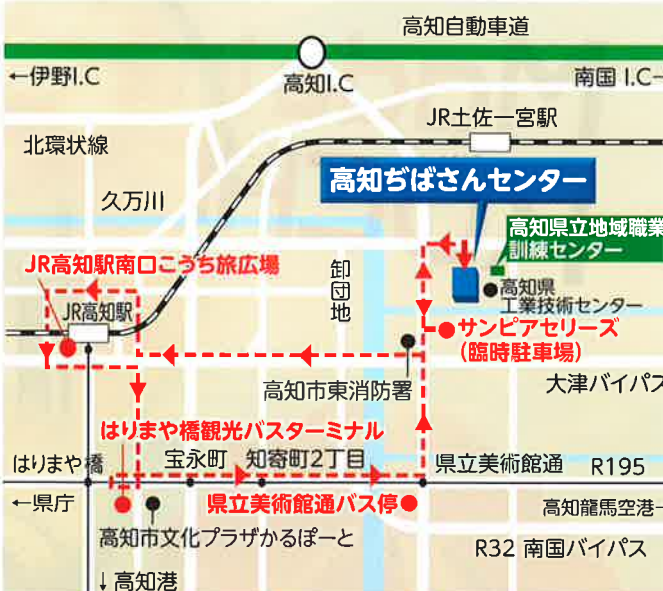 高知自動車道
←伊野I.C
高知I.C
南国 I.C
JR土佐一宮駅
北環状線
高知ぢばさんセンター
久万川
高知県立地域職業
訓練センター
JR高知駅南口こうち旅広場
卸団地
高知県
工業技術センター
JR高知駅
サンピアセリーズ
(臨時駐車場)
高知市東消防署
大津バイパス
はりまや橋観光バスターミナル
はりまや橋
宝永町
知寄町2丁目
県立美術館通
R195
←県庁
県立美術館通バス停
高知龍馬空港
高知市文化プラザかるぽーと
R32 南国バイパス
↓高知港